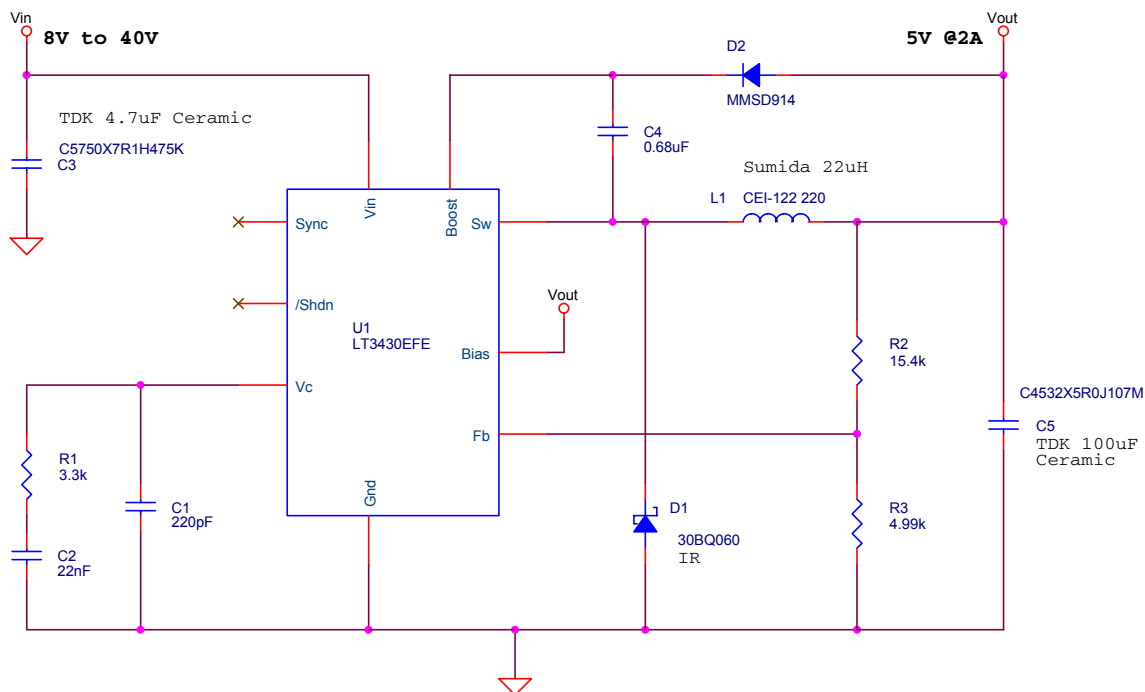 Vin
8V to 40V
Vout
5V @2A
D2
MMSD914
TDK 4.7uF Ceramic
C5750X7R1H475K
C3
C4
0.68uF
Sumida 22uH
L1
CEI-122 220
Sync
Vin
Boost
Sw
/Shdn
Vout
U1
LT3430EFE
Bias
R2
15.4k
Vc
Fb
C4532X5R0J107M
C5
TDK 100uF
Ceramic
R1
3.3k
C1
220pF
Gnd
D1
30BQ060
IR
R3
4.99k
C2
22nF